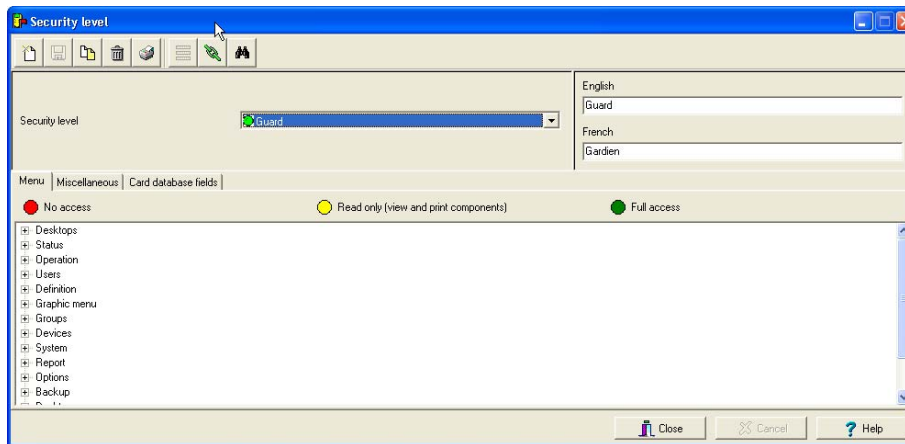 Security level
English
Guard
Security level
Guard
French
Gardien
Menu
Miscellaneous
Card database fields
No access
Read only (view and print components)
Full access
Desktops
Status
Operation
Users
Definition
Graphic menu
Groups
Devices
System
Report
Options
Backup
Close
Cancel
Help